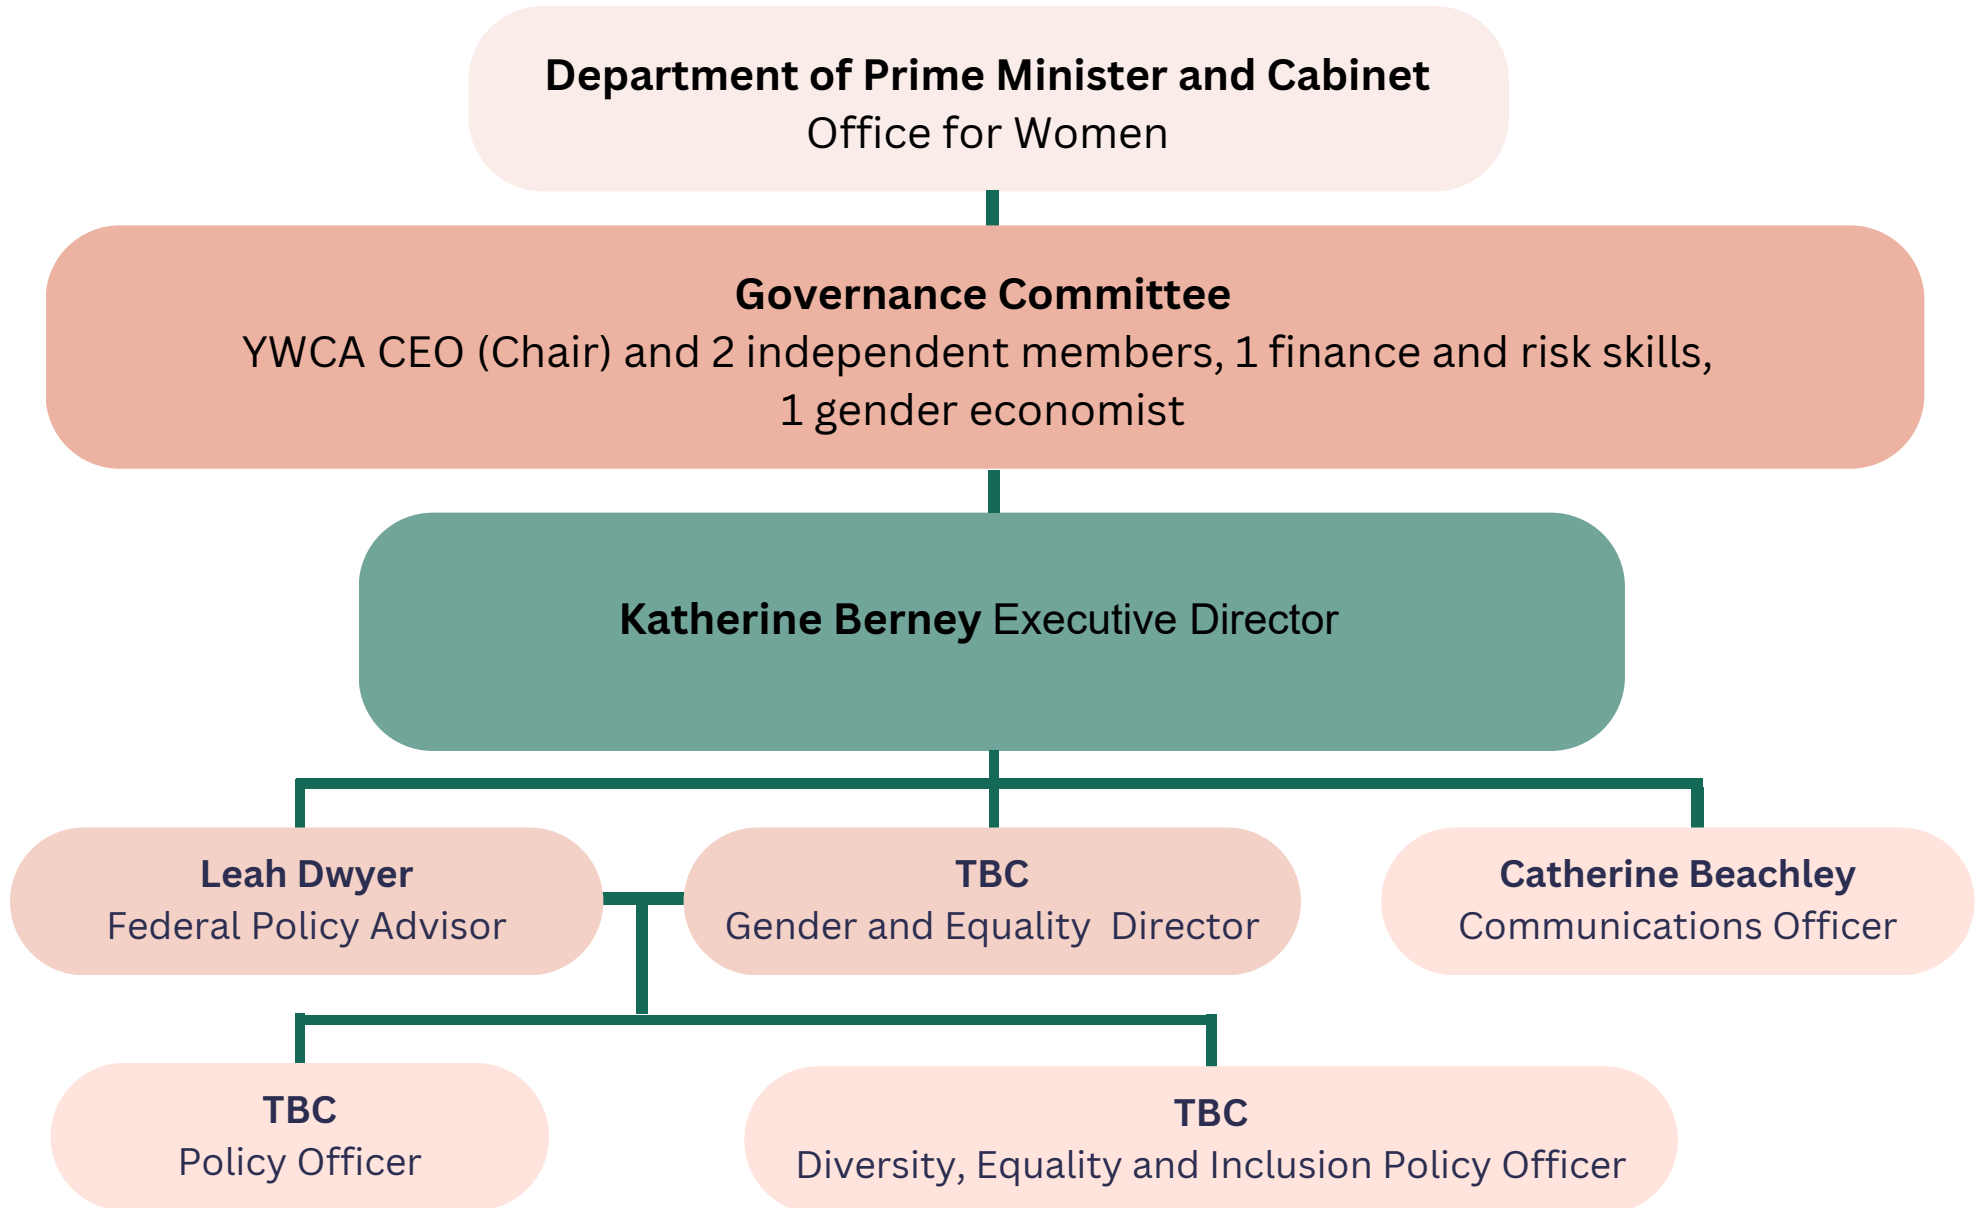 Department of Prime Minister and Cabinet
Office for Women
Governance Committee
YWCA CEO (Chair) and 2 independent members, 1 finance and risk skills,
1 gender economist
Katherine Berney Executive Director
Leah Dwyer
Federal Policy Advisor
TBC
Gender and Equality  Director
Catherine Beachley
Communications Officer
TBC
Policy Officer
TBC
Diversity, Equality and Inclusion Policy Officer